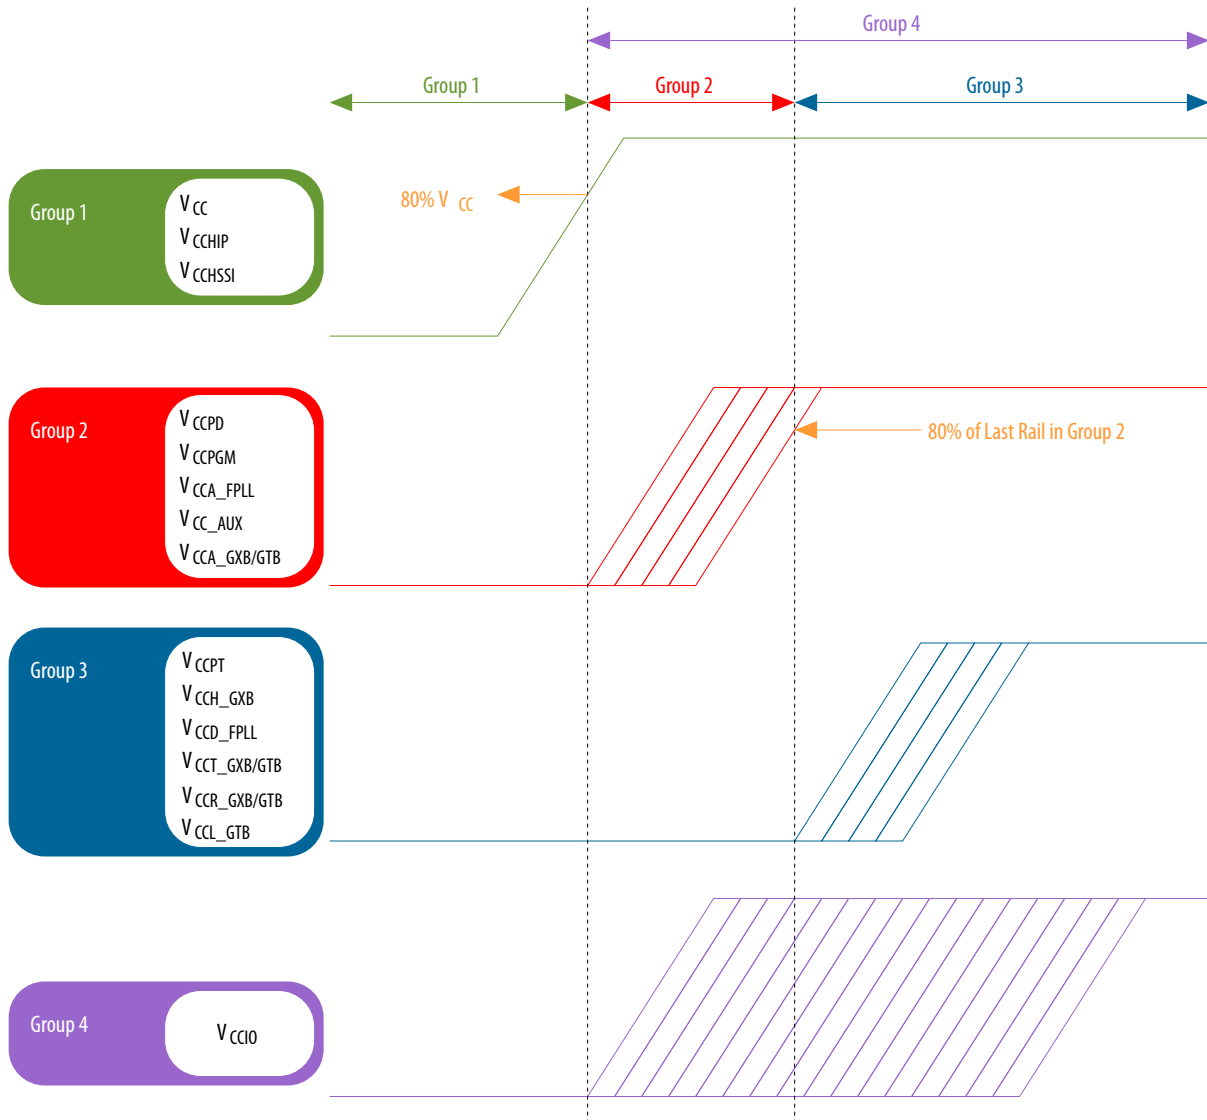 Group 4
Group 1
Group 2
Group 3
80% V CC
Group 1
V CC
V CCHIP
V CCHSSI
Group 2
V CCPD
V CCPGM
V CCA_FPLL
V CC_AUX
V CCA_GXB/GTB
80% of Last Rail in Group 2
Group 3
V CCPT
V CCH_GXB
V CCD_FPLL
V CCT_GXB/GTB
V CCR_GXB/GTB
V CCL_GTB
Group 4
V CCIO